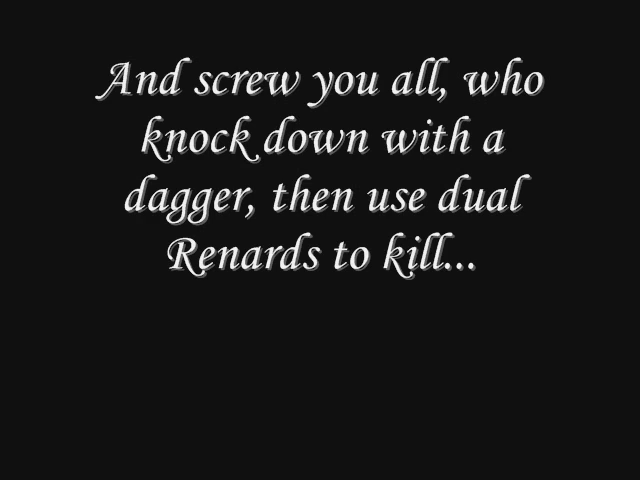 And screw you all, who
knock down with a
dagger, then use dual
Renards to kill...